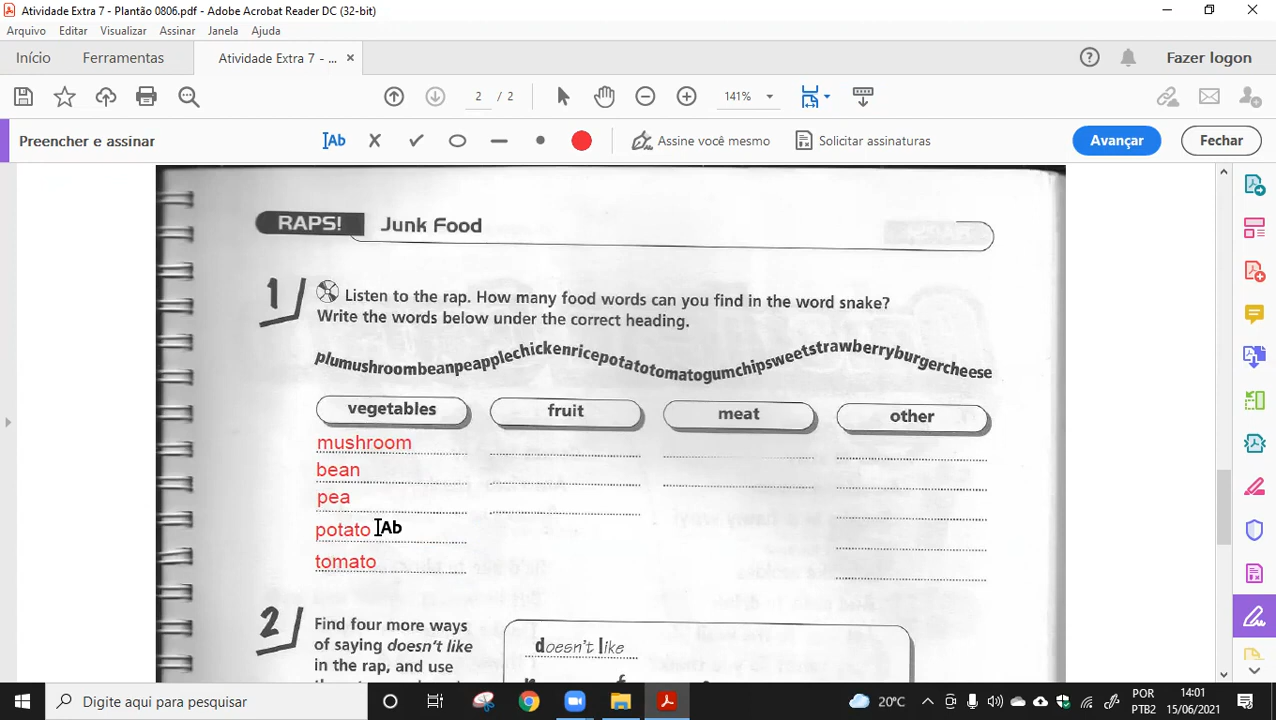 Atividade Extra 7 - Plantão 0806.pdf - Adobe Acrobat Reader DC (32-bit)
Arquivo Editar Visualizar Assinar Janela Ajuda
Início Ferramentas Atividade Extra 7 - ... × Fazer logon
2 / 2 141%
Preencher e assinar Ab Assine você mesmo Solicitar assinaturas Avançar Fechar
RAPS! Junk Food
1 Listen to the rap. How many food words can you find in the word snake?
Write the words below under the correct heading.
plumushroombeanpeapplechickenricepotatotomatogumchipsweetstrawberryburgercheese
vegetables fruit meat other
mushroom
bean
pea
potato Ab
tomato
2 Find four more ways
of saying doesn't like
in the rap, and use
doesn't like
Digite aqui para pesquisar
20°C
POR
PTB2
14:01
15/06/2021